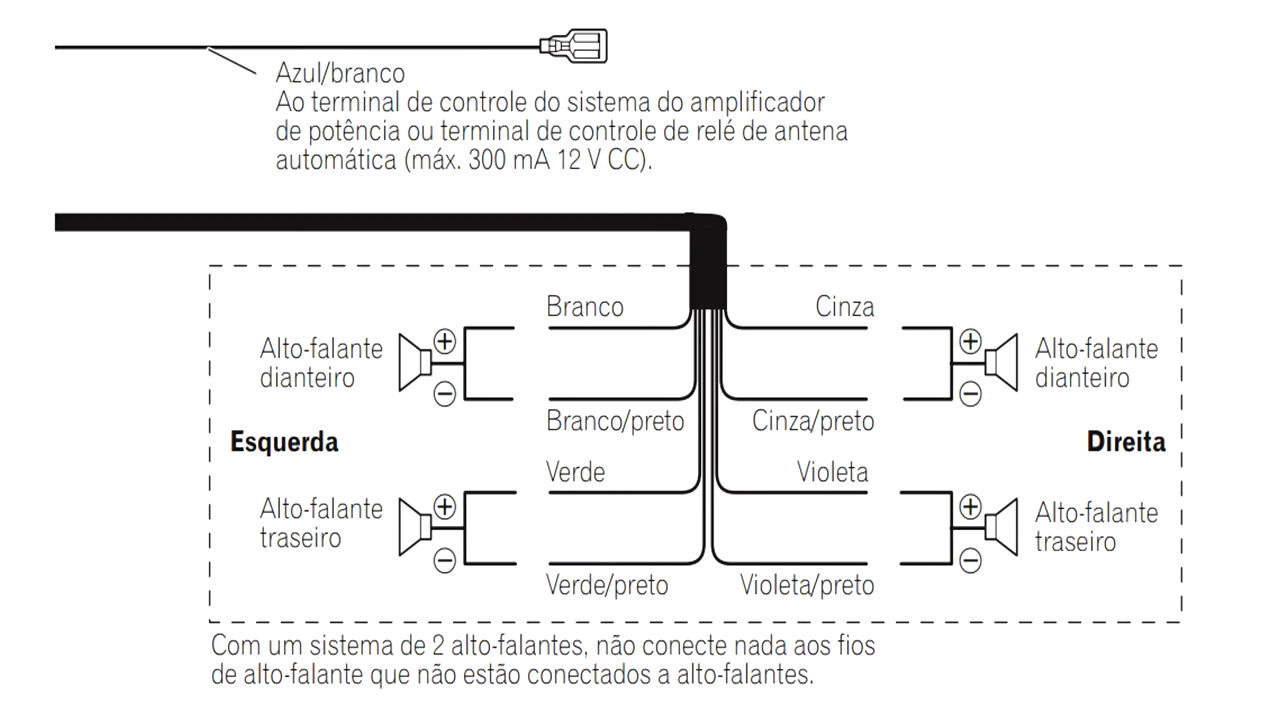 Azul/branco
Ao terminal de controle do sistema do amplificador
de potência ou terminal de controle de relé de antena
automática (máx. 300 mA 12 V CC).
Branco
Cinza
Alto-falante
dianteiro
+
−
+
−
Alto-falante
dianteiro
Branco/preto
Cinza/preto
Esquerda
Direita
Verde
Violeta
Alto-falante
traseiro
+
−
+
−
Alto-falante
traseiro
Verde/preto
Violeta/preto
Com um sistema de 2 alto-falantes, não conecte nada aos fios
de alto-falante que não estão conectados a alto-falantes.